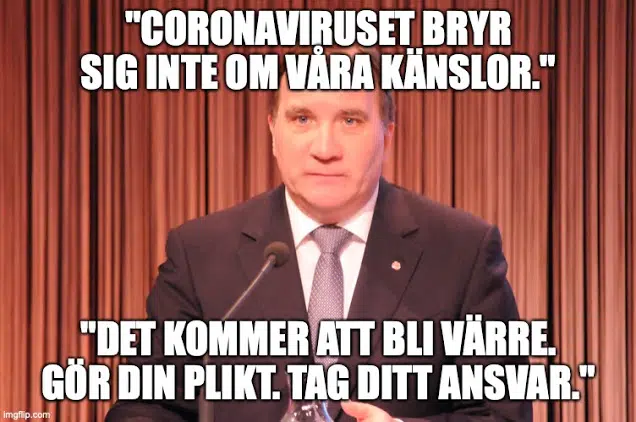 "CORONAVIRUSET BRYR
SIG INTE OM VÅRA KÄNSLOR."
"DET KOMMER ATT BLI VÄRRE.
GÖR DIN PLIKT. TAG DITT ANSVAR."
imgflip.com